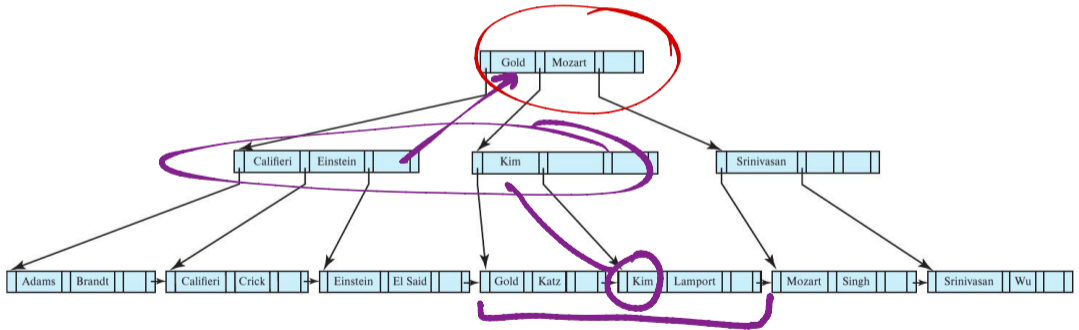 Gold Mozart
Califieri Einstein Kim Srinivasan
Adams Brandt Califieri Crick Einstein El Said Gold Katz Kim Lamport Mozart Singh Srinivasan Wu